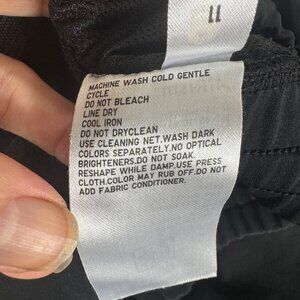 11
MACHINE WASH COLD GENTLE
CYCLE
DO NOT BLEACH
LINE DRY
COOL IRON
DO NOT DRYCLEAN
USE CLEANING NET.WASH DARK
COLORS SEPARATELY.NO OPTICAL
BRIGHTENERS.DO NOT SOAK.
RESHAPE WHILE DAMP.USE PRESS
CLOTH.COLOR MAY RUB OFF.DO NOT
ADD FABRIC CONDITIONER.